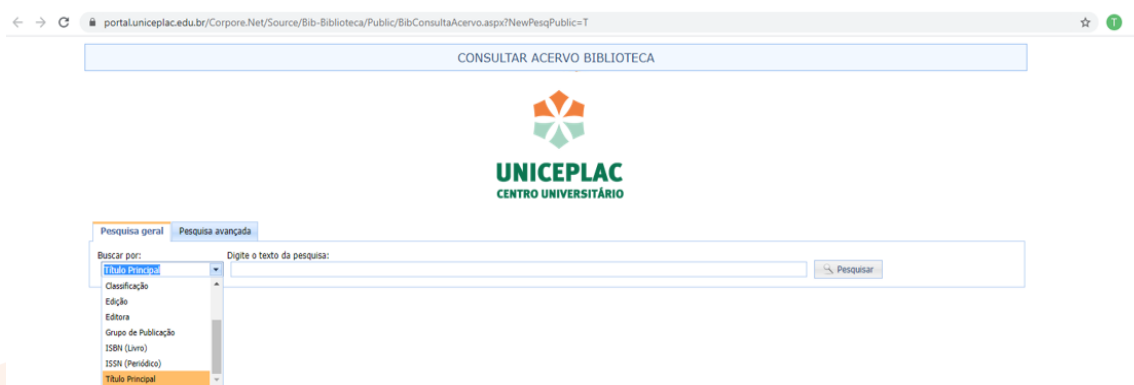 portal.uniceplac.edu.br/Corpore.Net/Source/Bib-Biblioteca/Public/BibConsultaAcervo.aspx?NewPesqPublic=T
T
CONSULTAR ACERVO BIBLIOTECA
UNICEPLAC
CENTRO UNIVERSITÁRIO
Pesquisa geral Pesquisa avançada
Buscar por: Digite o texto da pesquisa:
Título Principal Pesquisar
Classificação
Edição
Editora
Grupo de Publicação
ISBN (Livro)
ISSN (Periódico)
Título Principal